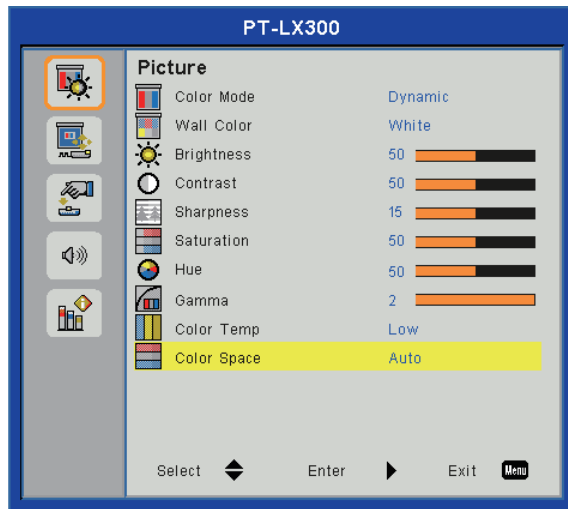 PT-LX300
Picture
Color Mode Dynamic
Wall Color White
Brightness 50
Contrast 50
Sharpness 15
Saturation 50
Hue 50
Gamma 2
Color Temp Low
Color Space Auto
Select Enter Exit Menu